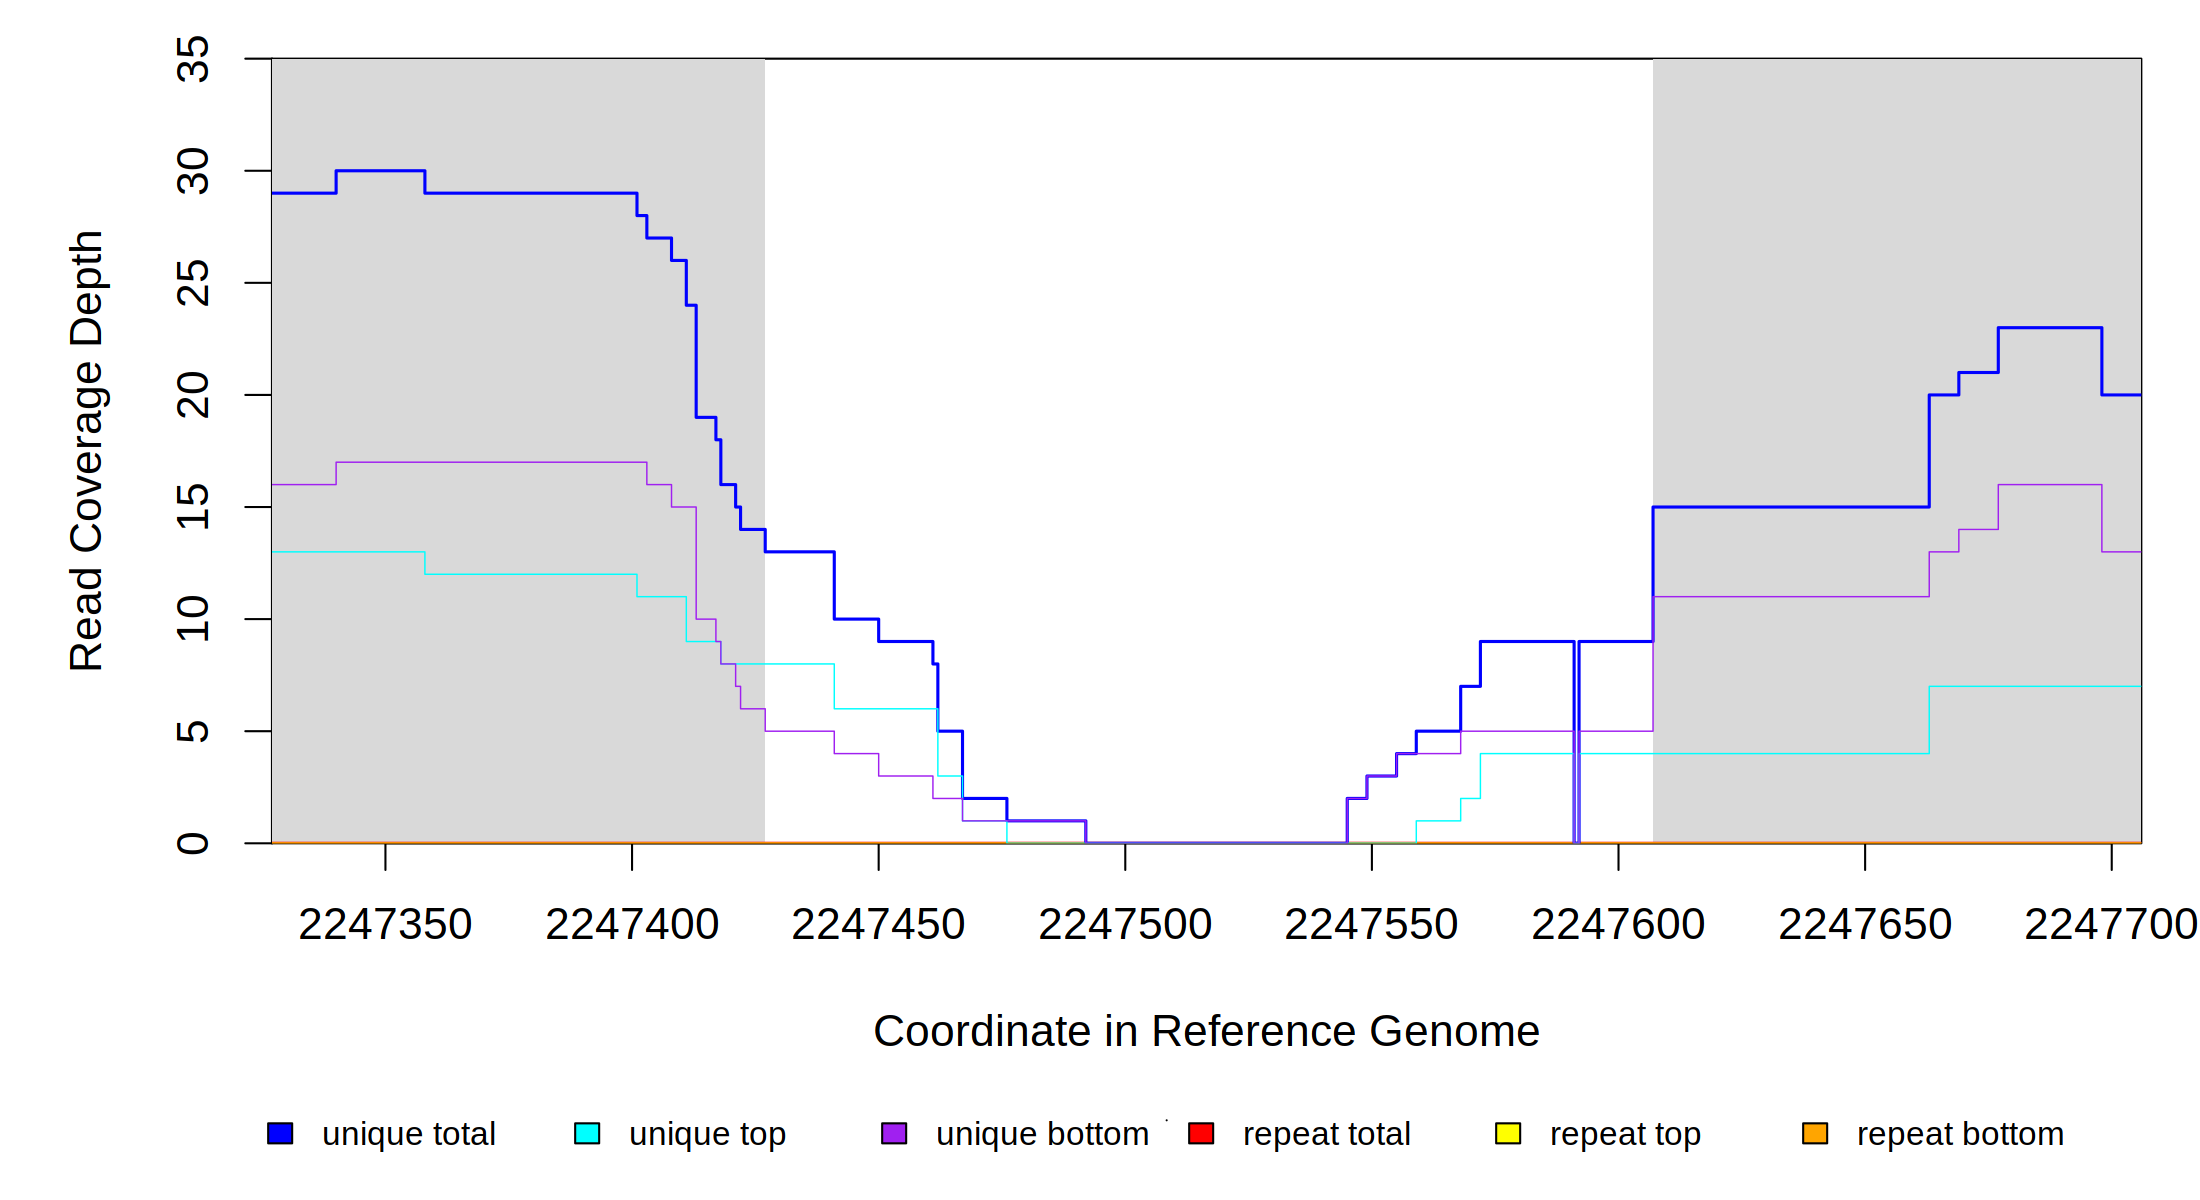 35
30
25
20
15
10
5
0
Read Coverage Depth
2247350 2247400 2247450 2247500 2247550 2247600 2247650 2247700
Coordinate in Reference Genome
unique total unique top unique bottom repeat total repeat top repeat bottom